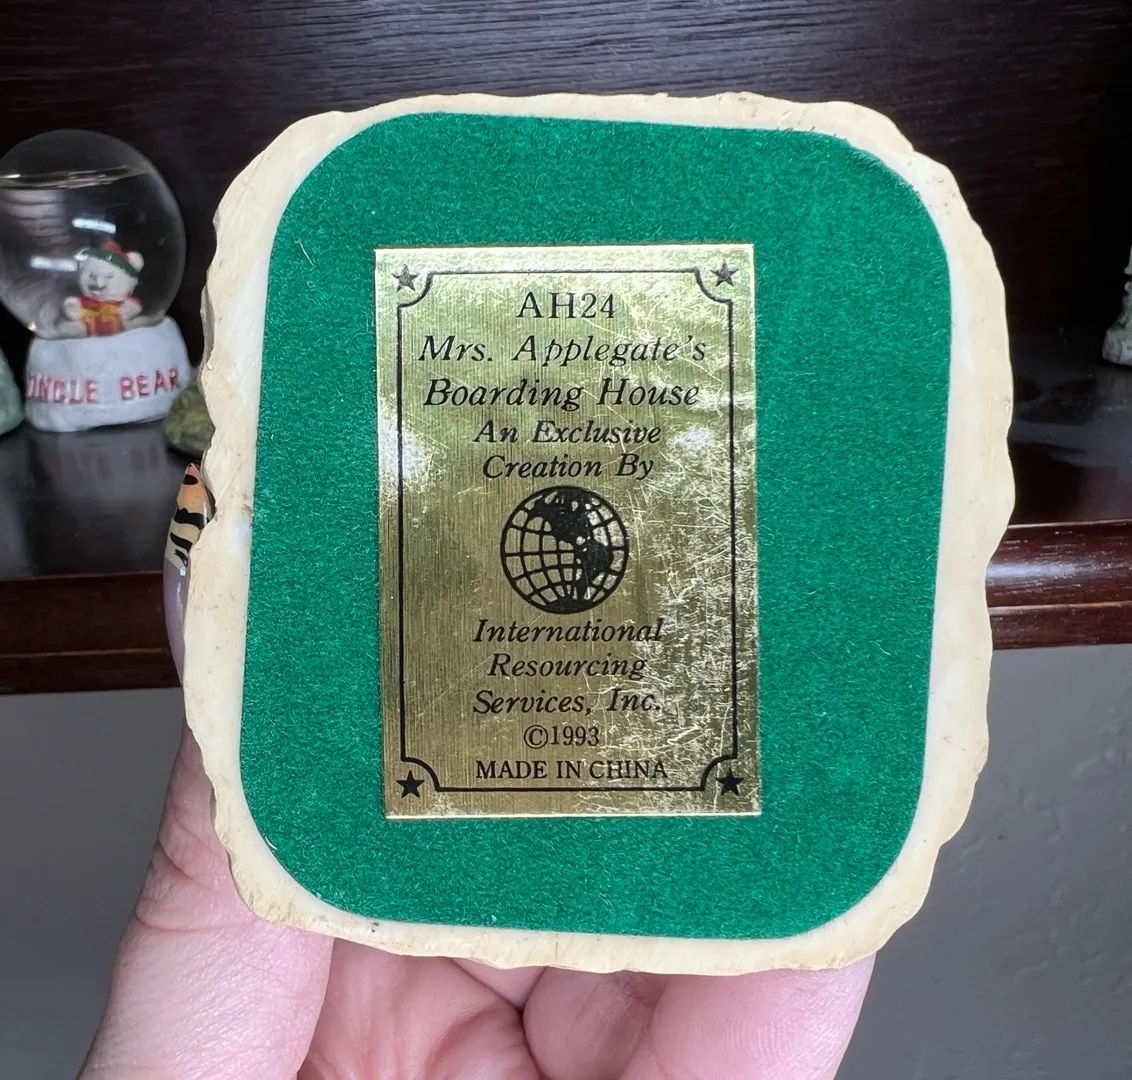 AH24
Mrs. Applegate's
Boarding House
An Exclusive
Creation By
International
Resourcing
Services, Inc.
©1993
MADE IN CHINA
JINGLE BEAR